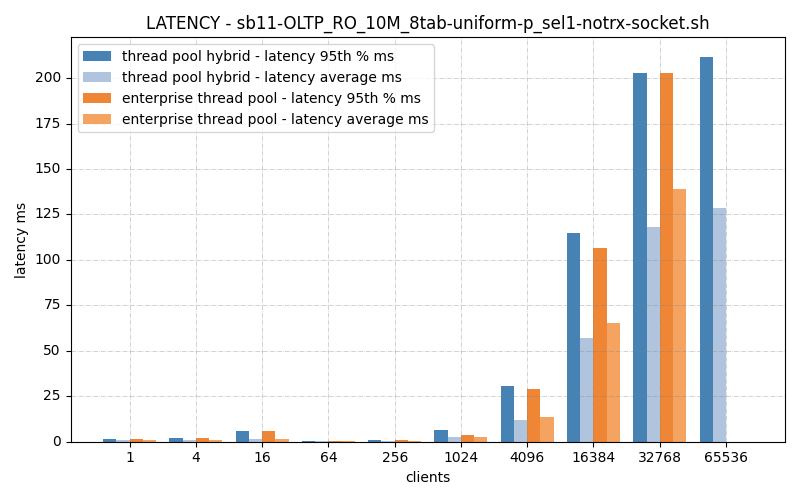 LATENCY - sb11-OLTP_RO_10M_8tab-uniform-p_sel1-notrx-socket.sh
thread pool hybrid - latency 95th % ms
thread pool hybrid - latency average ms
enterprise thread pool - latency 95th % ms
enterprise thread pool - latency average ms
latency ms
200
175
150
125
100
75
50
25
0
1 4 16 64 256 1024 4096 16384 32768 65536
clients